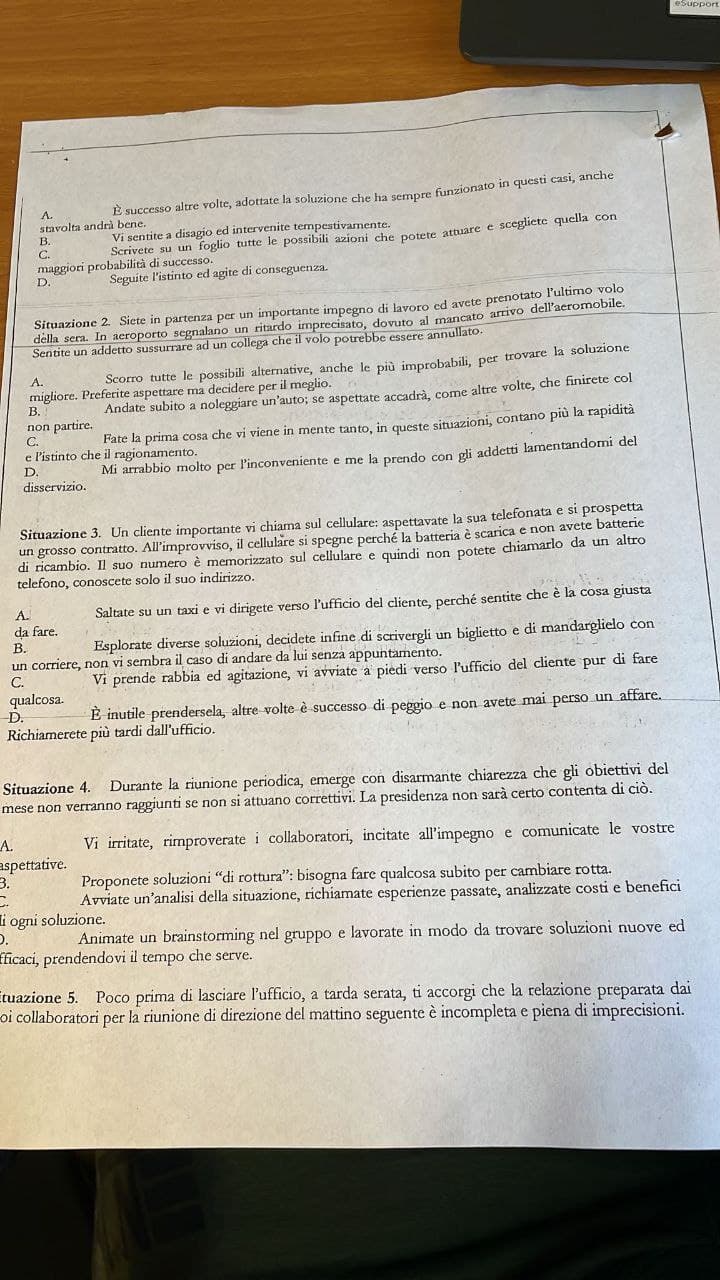 eSupport
A. È successo altre volte, adottate la soluzione che ha sempre funzionato in questi casi, anche
stavolta andrà bene.
B. Vi sentite a disagio ed intervenite tempestivamente.
C. Scrivete su un foglio tutte le possibili azioni che potete attuare e scegliete quella con
maggiori probabilità di successo.
D. Seguite l'istinto ed agite di conseguenza.
Situazione 2. Siete in partenza per un importante impegno di lavoro ed avete prenotato l'ultimo volo
della sera. In aeroporto segnalano un ritardo imprecisato, dovuto al mancato arrivo dell'aeromobile.
Sentite un addetto sussurrare ad un collega che il volo potrebbe essere annullato.
A. Scorro tutte le possibili alternative, anche le più improbabili, per trovare la soluzione
migliore. Preferite aspettare ma decidere per il meglio.
B. Andate subito a noleggiare un'auto; se aspettate accadrà, come altre volte, che finirete col
non partire.
C. Fate la prima cosa che vi viene in mente tanto, in queste situazioni, contano più la rapidità
e l'istinto che il ragionamento.
D. Mi arrabbio molto per l'inconveniente e me la prendo con gli addetti lamentandomi del
disservizio.
Situazione 3. Un cliente importante vi chiama sul cellulare: aspettavate la sua telefonata e si prospetta
un grosso contratto. All'improvviso, il cellulare si spegne perché la batteria è scarica e non avete batterie
di ricambio. Il suo numero è memorizzato sul cellulare e quindi non potete chiamarlo da un altro
telefono, conoscete solo il suo indirizzo.
A. Saltate su un taxi e vi dirigete verso l'ufficio del cliente, perché sentite che è la cosa giusta
da fare.
B. Esplorate diverse soluzioni, decidete infine di scrivergli un biglietto e di mandarglielo con
un corriere, non vi sembra il caso di andare da lui senza appuntamento.
C. Vi prende rabbia ed agitazione, vi avviate a piedi verso l'ufficio del cliente pur di fare
qualcosa.
D. È inutile prendersela, altre volte è successo di peggio e non avete mai perso un affare.
Richiamerete più tardi dall'ufficio.
Situazione 4. Durante la riunione periodica, emerge con disarmante chiarezza che gli obiettivi del
mese non verranno raggiunti se non si attuano correttivi. La presidenza non sarà certo contenta di ciò.
A. Vi irritate, rimproverate i collaboratori, incitate all'impegno e comunicate le vostre
aspettative.
B. Proponete soluzioni "di rottura": bisogna fare qualcosa subito per cambiare rotta.
C. Avviate un'analisi della situazione, richiamate esperienze passate, analizzate costi e benefici
di ogni soluzione.
D. Animate un brainstorming nel gruppo e lavorate in modo da trovare soluzioni nuove ed
fficaci, prendendovi il tempo che serve.
ituazione 5. Poco prima di lasciare l'ufficio, a tarda serata, ti accorgi che la relazione preparata dai
oi collaboratori per la riunione di direzione del mattino seguente è incompleta e piena di imprecisioni.